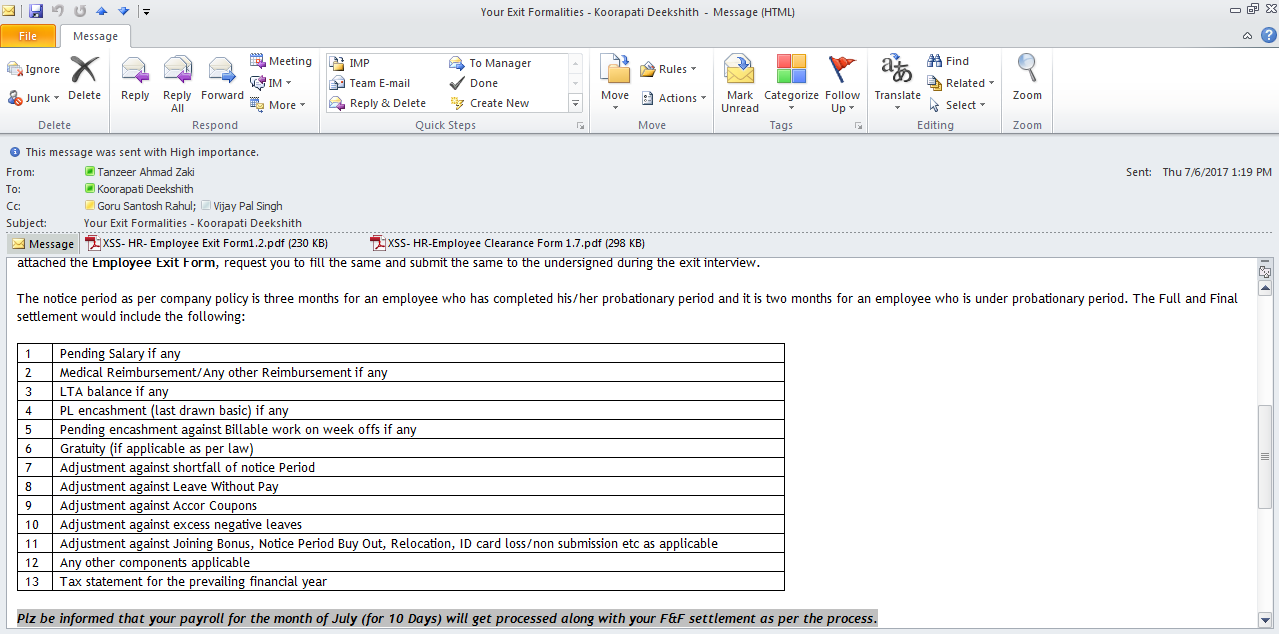 Your Exit Formalities - Koorapati Deekshith - Message (HTML)
File Message
Ignore
Junk
Delete
Reply
Reply All
Forward
Meeting
IM
More
IMP
Team E-mail
Reply & Delete
To Manager
Done
Create New
Move
Rules
Actions
Mark Unread
Categorize
Follow Up
Translate
Find
Related
Select
Zoom
Delete Respond Quick Steps Move Tags Editing Zoom
This message was sent with High importance.
From: Tanzeer Ahmad Zaki Sent: Thu 7/6/2017 1:19 PM
To: Koorapati Deekshith
Cc: Goru Santosh Rahul; Vijay Pal Singh
Subject: Your Exit Formalities - Koorapati Deekshith
Message XSS- HR- Employee Exit Form1.2.pdf (230 KB) XSS- HR-Employee Clearance Form 1.7.pdf (298 KB)
attached the Employee Exit Form, request you to fill the same and submit the same to the undersigned during the exit interview.
The notice period as per company policy is three months for an employee who has completed his/her probationary period and it is two months for an employee who is under probationary period. The Full and Final
settlement would include the following:
1 Pending Salary if any
2 Medical Reimbursement/Any other Reimbursement if any
3 LTA balance if any
4 PL encashment (last drawn basic) if any
5 Pending encashment against Billable work on week offs if any
6 Gratuity (if applicable as per law)
7 Adjustment against shortfall of notice Period
8 Adjustment against Leave Without Pay
9 Adjustment against Accor Coupons
10 Adjustment against excess negative leaves
11 Adjustment against Joining Bonus, Notice Period Buy Out, Relocation, ID card loss/non submission etc as applicable
12 Any other components applicable
13 Tax statement for the prevailing financial year
Plz be informed that your payroll for the month of July (for 10 Days) will get processed along with your F&F settlement as per the process.